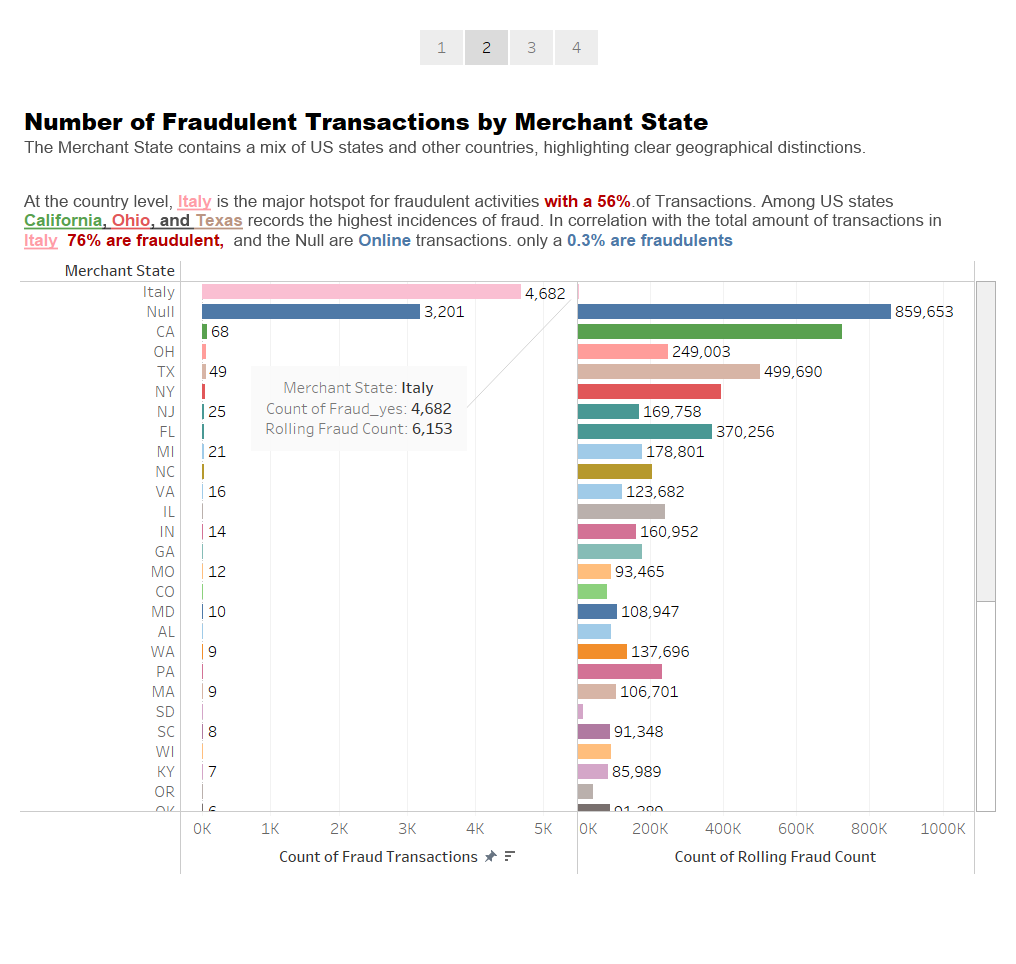 1 2 3 4
Number of Fraudulent Transactions by Merchant State
The Merchant State contains a mix of US states and other countries, highlighting clear geographical distinctions.
At the country level, Italy is the major hotspot for fraudulent activities with a 56%.of Transactions. Among US states
California, Ohio, and Texas records the highest incidences of fraud. In correlation with the total amount of transactions in
Italy 76% are fraudulent, and the Null are Online transactions. only a 0.3% are fraudulents
Merchant State
Italy 4,682
Null 3,201 859,653
CA 68
OH 249,003
TX 49 499,690
Merchant State: Italy
Count of Fraud_yes: 4,682
Rolling Fraud Count: 6,153
NY
NJ 25 169,758
FL 370,256
MI 21 178,801
NC
VA 16 123,682
IL
IN 14 160,952
GA
MO 12 93,465
CO
MD 10 108,947
AL
WA 9 137,696
PA
MA 9 106,701
SD
SC 8 91,348
WI
KY 7 85,989
OR
OK 6
0K 1K 2K 3K 4K 5K 0K 200K 400K 600K 800K 1000K
Count of Fraud Transactions Count of Rolling Fraud Count